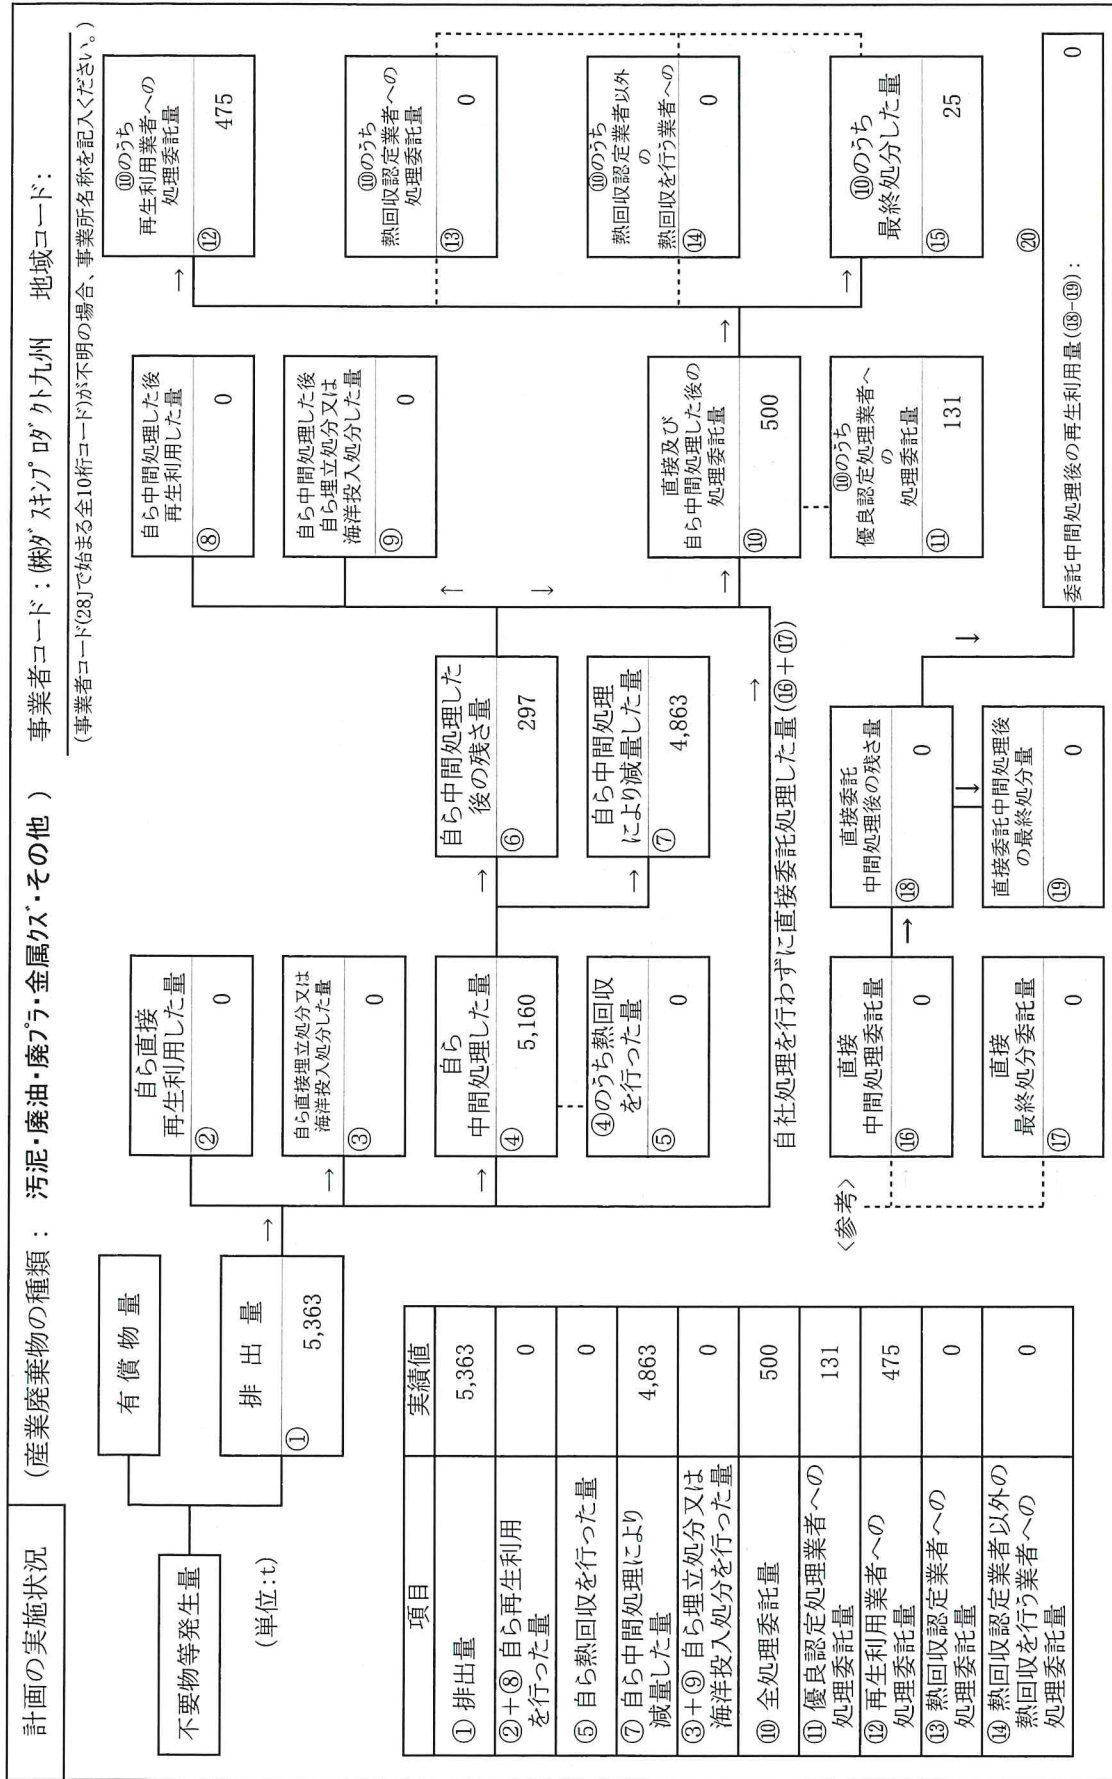 計画の実施状況
(産業廃棄物の種類： 汚泥・廃油・廃プラ・金属クズ・その他 )
事業者コード：(株)ダスキンプロダクト九州 地域コード：
(事業者コード(28」で始まる全10桁コード)が不明の場合、事業所名称を記入ください。)
不要物等発生量
(単位:t)
有償物量
排出量
① 5,363
自ら直接
再生利用した量
② 0
自ら直接埋立処分又は
海洋投入処分した量
③ 0
自ら
中間処理した量
④ 5,160
④のうち熱回収
を行った量
⑤ 0
自ら中間処理した
後の残さ量
⑥ 297
自ら中間処理
により減量した量
⑦ 4,863
自ら中間処理した後
再生利用した量
⑧ 0
自ら中間処理した後
自ら埋立処分又は
海洋投入処分した量
⑨ 0
直接及び
自ら中間処理した後の
処理委託量
⑩ 500
⑩のうち
優良認定処理業者へ
の
処理委託量
⑪ 131
⑩のうち
再生利用業者への
処理委託量
⑫ 475
⑩のうち
熱回収認定業者への
処理委託量
⑬ 0
⑩のうち
熱回収認定業者以外
の
熱回収を行う業者への
⑭ 0
⑩のうち
最終処分した量
⑮ 25
自社処理を行わずに直接委託処理した量(⑯+⑰)
<参考>
直接
中間処理委託量
⑯ 0
直接
最終処分委託量
⑰ 0
直接委託
中間処理後の残さ量
⑱ 0
直接委託中間処理後
の最終処分量
⑲ 0
⑳
委託中間処理後の再生利用量(⑱-⑲)： 0
項目 実績値
① 排出量 5,363
②+⑧ 自ら再生利用
を行った量 0
⑤ 自ら熱回収を行った量 0
⑦ 自ら中間処理により
減量した量 4,863
③+⑨ 自ら埋立処分又は
海洋投入処分を行った量 0
⑩ 全処理委託量 500
⑪ 優良認定処理業者への
処理委託量 131
⑫ 再生利用業者への
処理委託量 475
⑬ 熱回収認定業者への
処理委託量 0
⑭ 熱回収認定業者以外の
熱回収を行う業者への
処理委託量 0